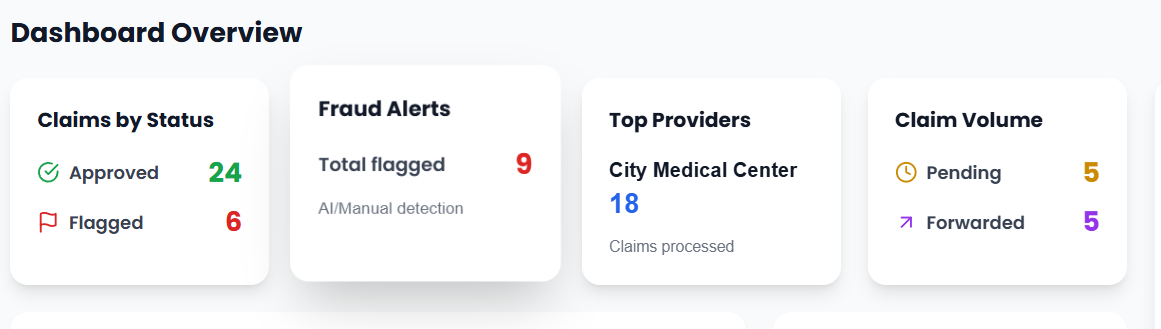 Dashboard Overview
Claims by Status
Approved 24
Flagged 6
Fraud Alerts
Total flagged 9
AI/Manual detection
Top Providers
City Medical Center
18
Claims processed
Claim Volume
Pending 5
Forwarded 5